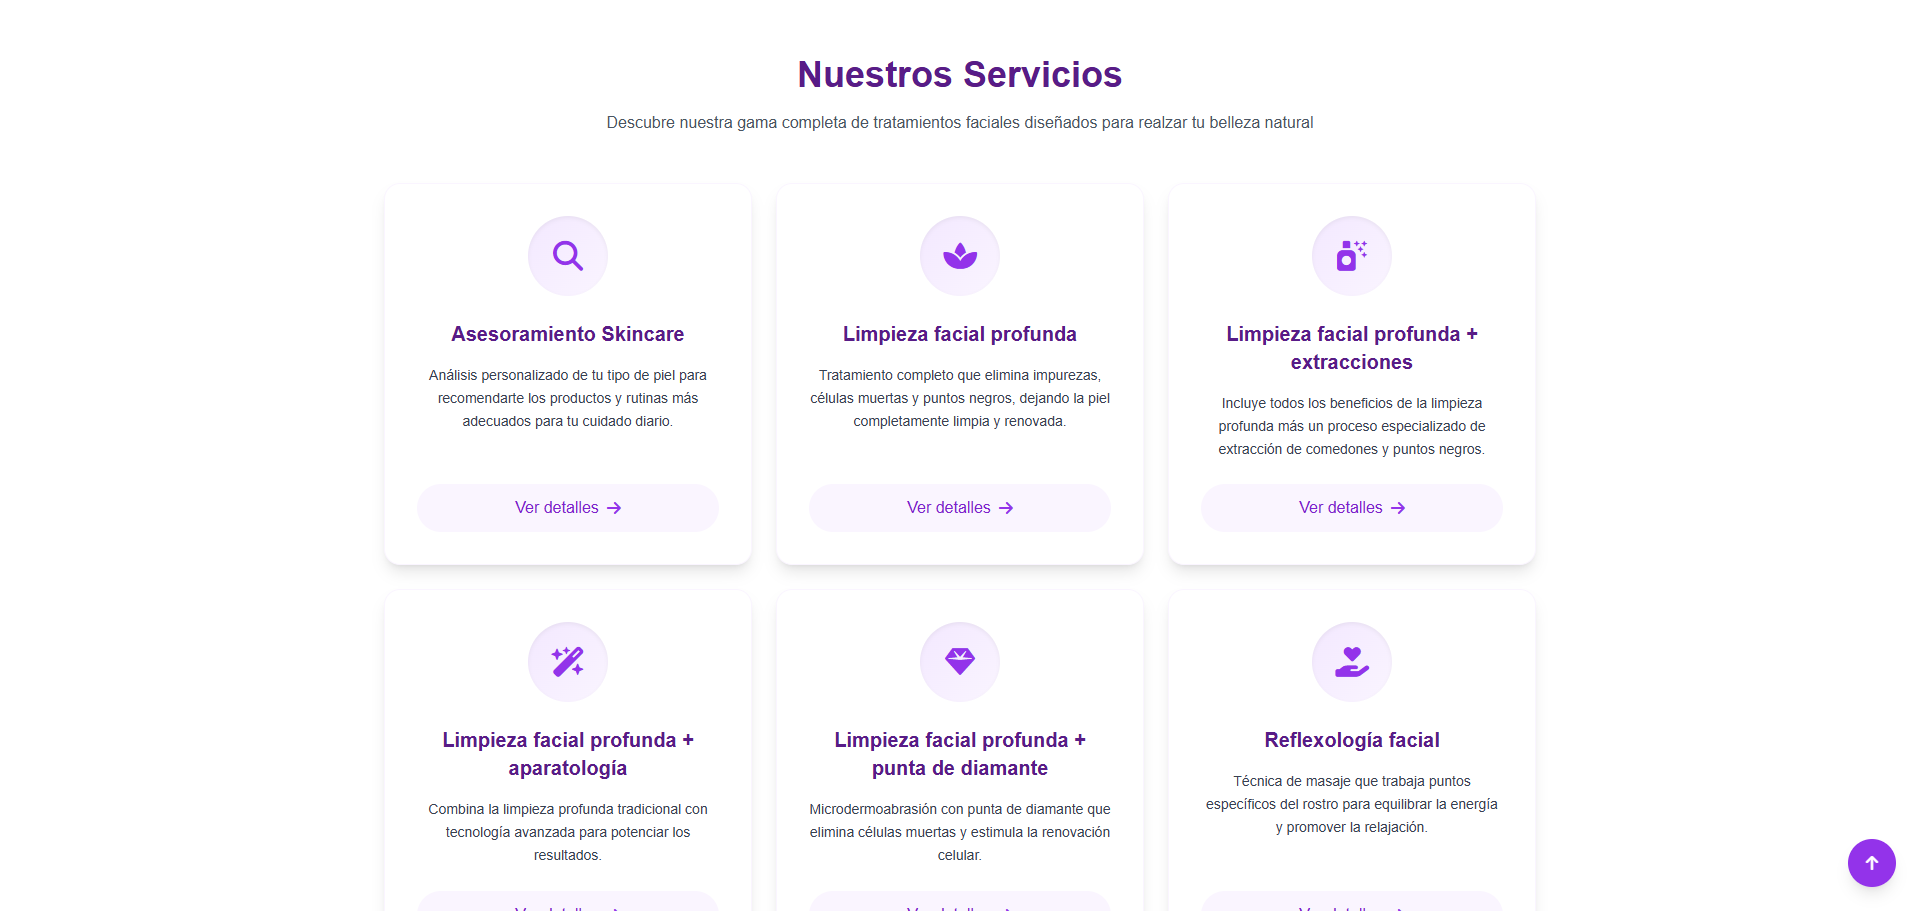 Nuestros Servicios
Descubre nuestra gama completa de tratamientos faciales diseñados para realzar tu belleza natural
Asesoramiento Skincare
Análisis personalizado de tu tipo de piel para
recomendarte los productos y rutinas más
adecuados para tu cuidado diario.
Ver detalles
Limpieza facial profunda
Tratamiento completo que elimina impurezas,
células muertas y puntos negros, dejando la piel
completamente limpia y renovada.
Ver detalles
Limpieza facial profunda +
extracciones
Incluye todos los beneficios de la limpieza
profunda más un proceso especializado de
extracción de comedones y puntos negros.
Ver detalles
Limpieza facial profunda +
aparatología
Combina la limpieza profunda tradicional con
tecnología avanzada para potenciar los
resultados.
Limpieza facial profunda +
punta de diamante
Microdermoabrasión con punta de diamante que
elimina células muertas y estimula la renovación
celular.
Reflexología facial
Técnica de masaje que trabaja puntos
específicos del rostro para equilibrar la energía
y promover la relajación.